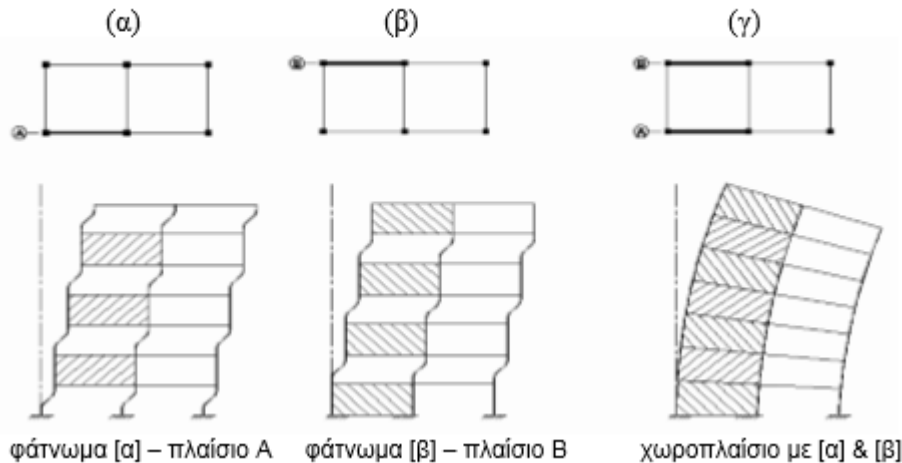 (α) (β) (γ)
Β Β
Α Α
φάτνωμα [α] – πλαίσιο Α φάτνωμα [β] – πλαίσιο Β χωροπλαίσιο με [α] & [β]